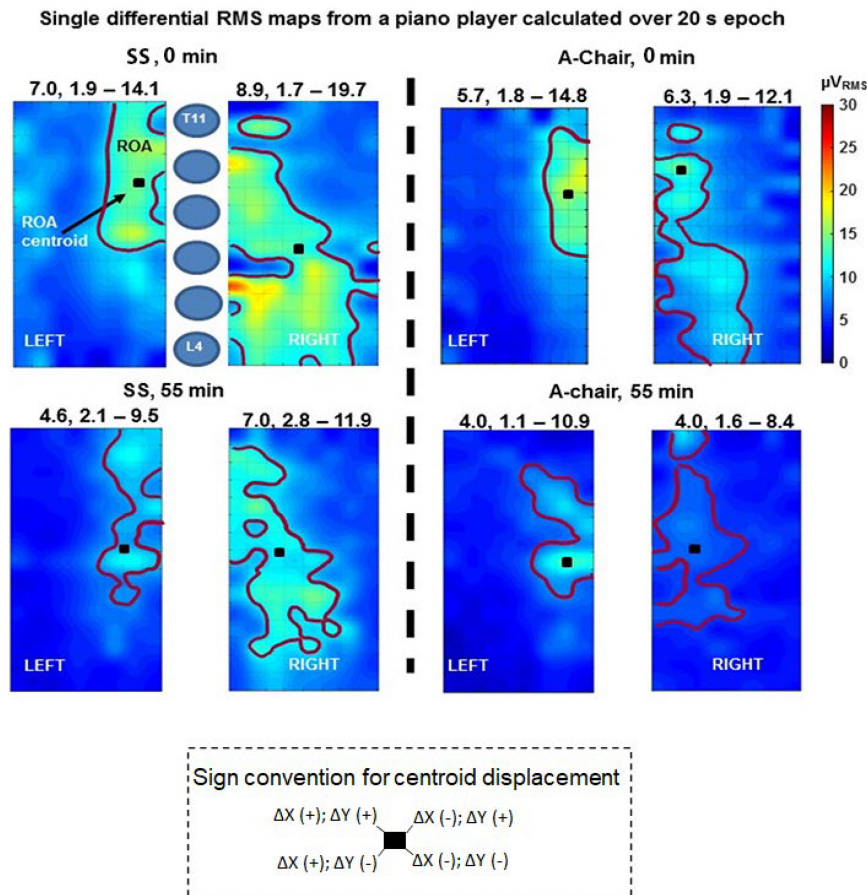 Single differential RMS maps from a piano player calculated over 20 s epoch
SS, 0 min
7.0, 1.9 – 14.1
8.9, 1.7 – 19.7
ROA
ROA
centroid
LEFT
T11
L4
RIGHT
A-Chair, 0 min
5.7, 1.8 – 14.8
6.3, 1.9 – 12.1
LEFT
RIGHT
µVRMS
30
25
20
15
10
5
0
SS, 55 min
4.6, 2.1 – 9.5
7.0, 2.8 – 11.9
LEFT
RIGHT
A-chair, 55 min
4.0, 1.1 – 10.9
4.0, 1.6 – 8.4
LEFT
RIGHT
Sign convention for centroid displacement
ΔX (+); ΔY (+) ΔX (-); ΔY (+)
ΔX (+); ΔY (-) ΔX (-); ΔY (-)